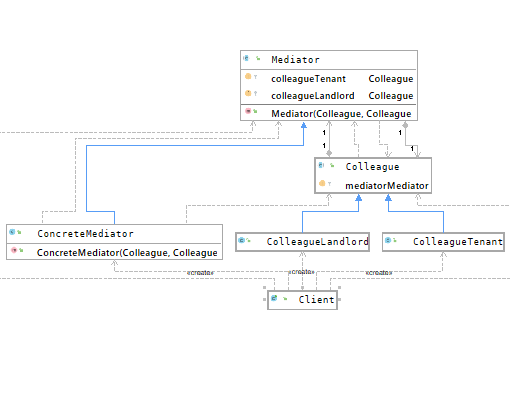 Mediator
colleagueTenant Colleague
colleagueLandlord Colleague
Mediator(Colleague, Colleague
1
1
1
1
Colleague
mediatorMediator
ConcreteMediator
ConcreteMediator(Colleague, Colleague
ColleagueLandlord
ColleagueTenant
«create»
«create»
«create»
Client